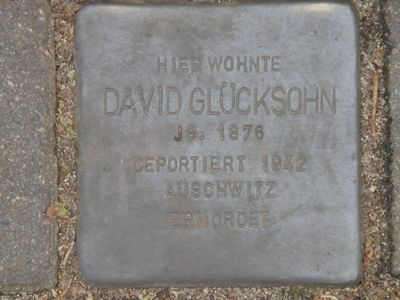 HIER WOHNTE
DAVID GLÜCKSOHN
JG. 1876
DEPORTIERT 1942
AUSCHWITZ
ERMORDET